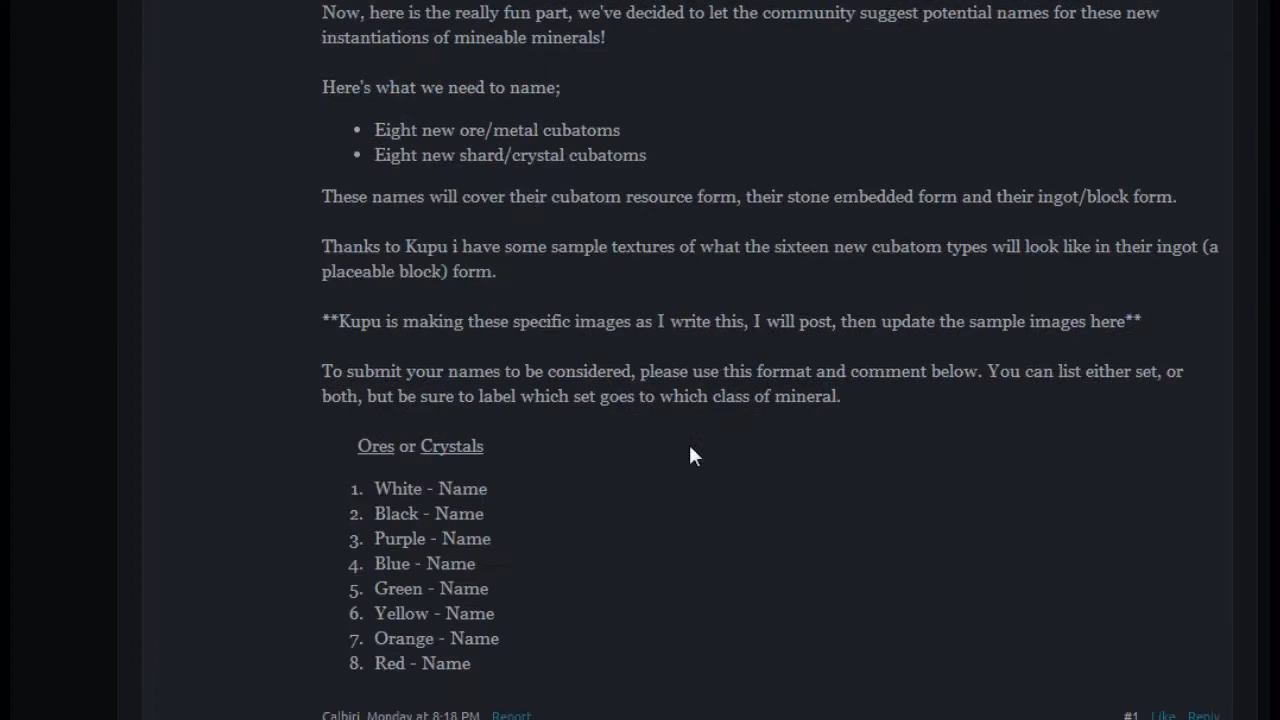 Now, here is the really fun part, we've decided to let the community suggest potential names for these new
instantiations of mineable minerals!
Here's what we need to name;
• Eight new ore/metal cubatoms
• Eight new shard/crystal cubatoms
These names will cover their cubatom resource form, their stone embedded form and their ingot/block form.
Thanks to Kupu i have some sample textures of what the sixteen new cubatom types will look like in their ingot (a
placeable block) form.
**Kupu is making these specific images as I write this, I will post, then update the sample images here**
To submit your names to be considered, please use this format and comment below. You can list either set, or
both, but be sure to label which set goes to which class of mineral.
Ores or Crystals
1. White - Name
2. Black - Name
3. Purple - Name
4. Blue - Name
5. Green - Name
6. Yellow - Name
7. Orange - Name
8. Red - Name
Calbiri, Monday at 8:18 PM Report #1 Like Reply